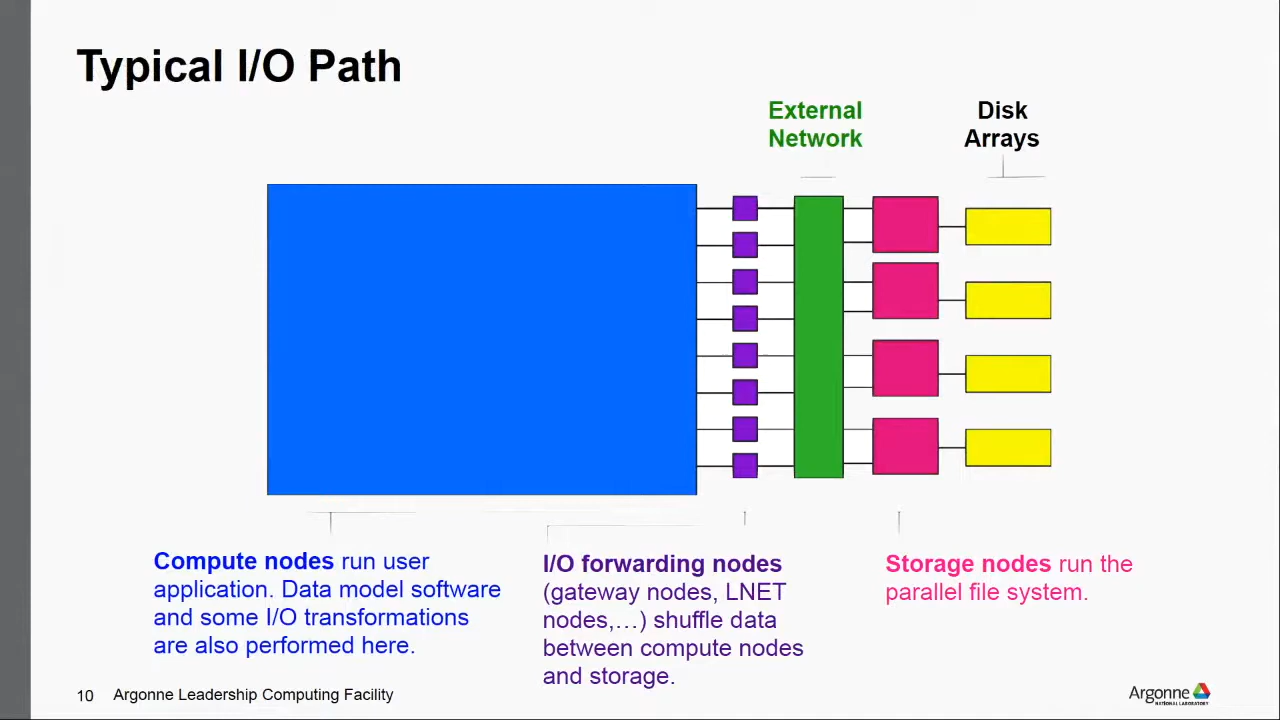 Typical I/O Path
External
Network
Disk
Arrays
Compute nodes run user
application. Data model software
and some I/O transformations
are also performed here.
I/O forwarding nodes
(gateway nodes, LNET
nodes,…) shuffle data
between compute nodes
and storage.
Storage nodes run the
parallel file system.
10 Argonne Leadership Computing Facility
Argonne
NATIONAL LABORATORY